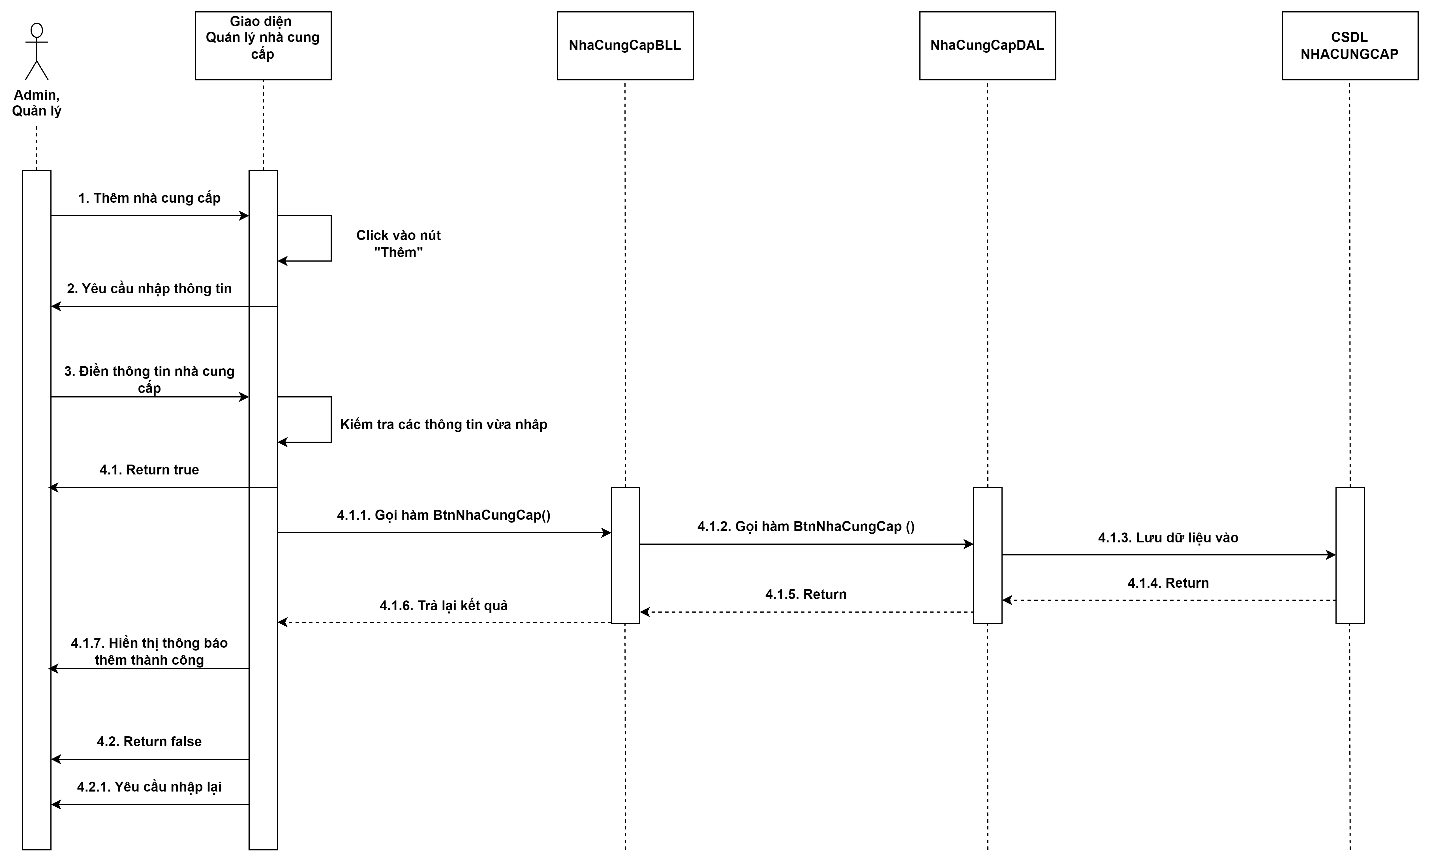 Giao diện
Quản lý nhà cung
cấp
NhaCungCapBLL
NhaCungCapDAL
CSDL
NHACUNGCAP
Admin,
Quản lý
1. Thêm nhà cung cấp
Click vào nút
"Thêm"
2. Yêu cầu nhập thông tin
3. Điền thông tin nhà cung
cấp
Kiểm tra các thông tin vừa nhâp
4.1. Return true
4.1.1. Gọi hàm BtnNhaCungCap()
4.1.2. Gọi hàm BtnNhaCungCap ()
4.1.3. Lưu dữ liệu vào
4.1.4. Return
4.1.5. Return
4.1.6. Trả lại kết quả
4.1.7. Hiển thị thông báo
thêm thành công
4.2. Return false
4.2.1. Yêu cầu nhập lại